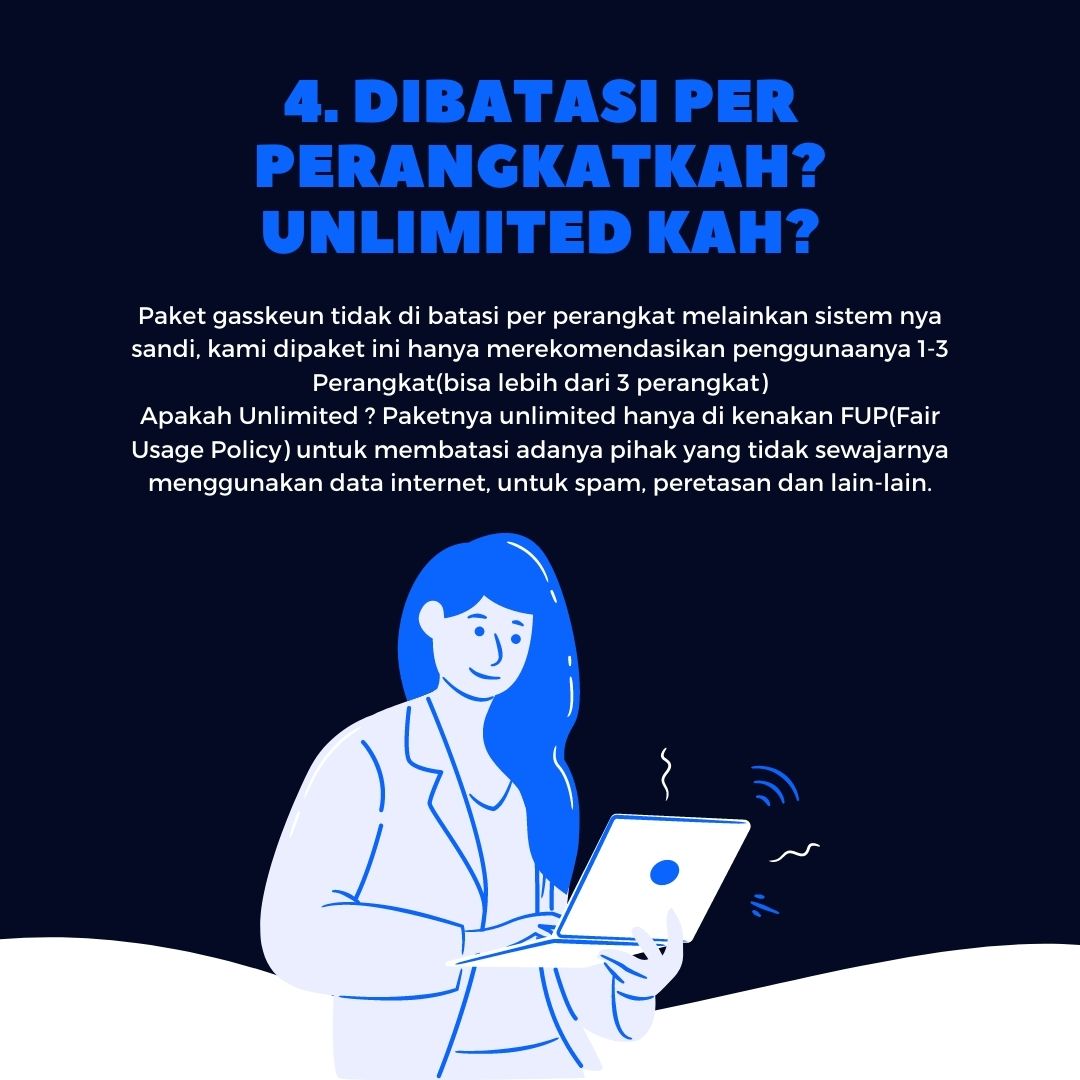 4. DIBATASI PER
PERANGKATKAH?
UNLIMITED KAH?
Paket gasskeun tidak di batasi per perangkat melainkan sistem nya
sandi, kami dipaket ini hanya merekomendasikan penggunaanya 1-3
Perangkat(bisa lebih dari 3 perangkat)
Apakah Unlimited ? Paketnya unlimited hanya di kenakan FUP(Fair
Usage Policy) untuk membatasi adanya pihak yang tidak sewajarnya
menggunakan data internet, untuk spam, peretasan dan lain-lain.